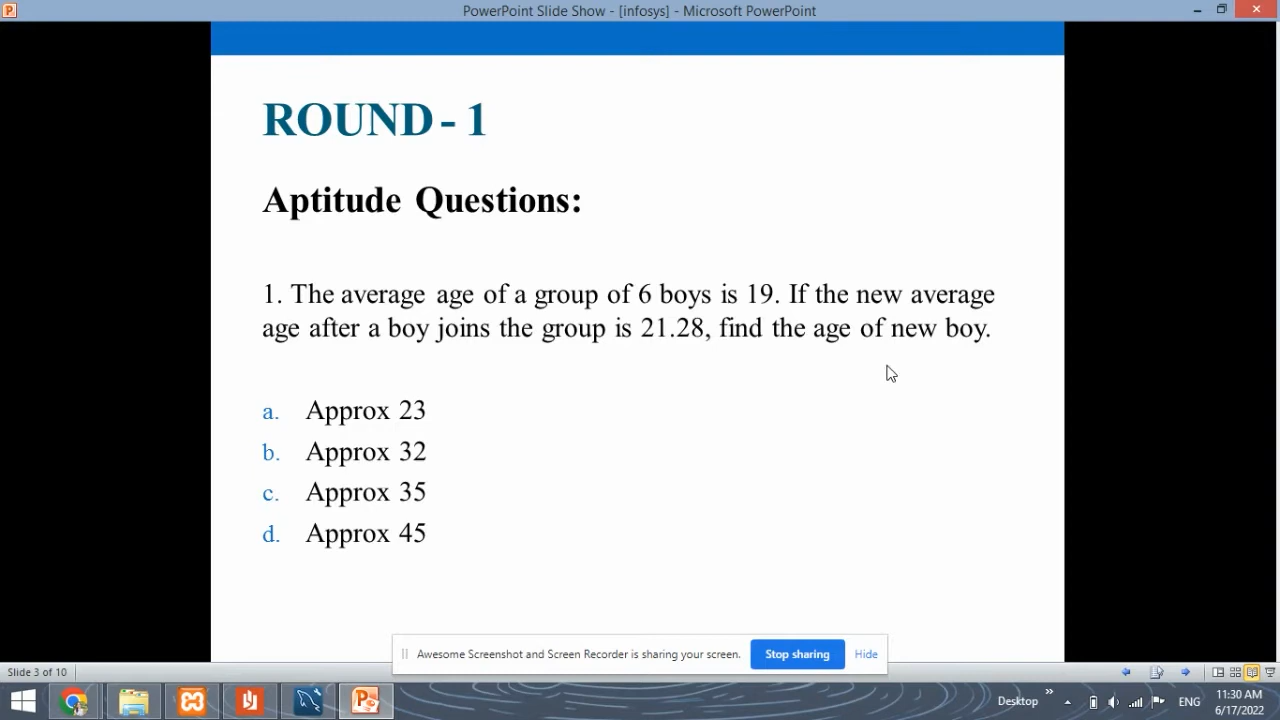 PowerPoint Slide Show - [infosys] - Microsoft PowerPoint
ROUND - 1
Aptitude Questions:
1. The average age of a group of 6 boys is 19. If the new average
age after a boy joins the group is 21.28, find the age of new boy.
a. Approx 23
b. Approx 32
c. Approx 35
d. Approx 45
Awesome Screenshot and Screen Recorder is sharing your screen. Stop sharing Hide
Slide 3 of 10
Desktop » ENG 11:30 AM
6/17/2022